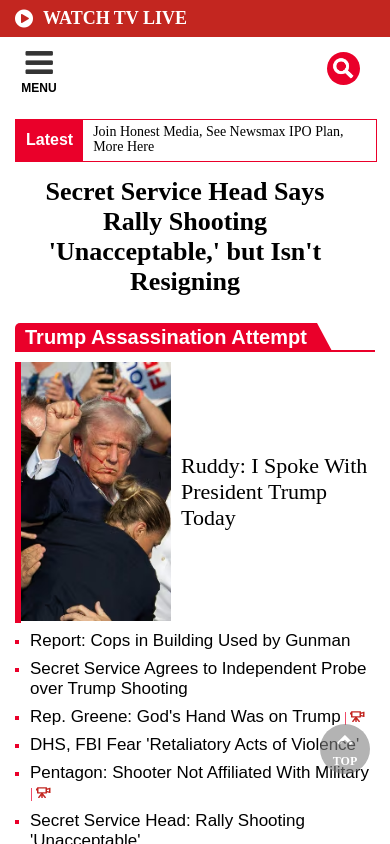 WATCH TV LIVE
MENU
Latest
Join Honest Media, See Newsmax IPO Plan,
More Here
Secret Service Head Says
Rally Shooting
'Unacceptable,' but Isn't
Resigning
Trump Assassination Attempt
Ruddy: I Spoke With
President Trump
Today
Report: Cops in Building Used by Gunman
Secret Service Agrees to Independent Probe
over Trump Shooting
Rep. Greene: God's Hand Was on Trump |
DHS, FBI Fear 'Retaliatory Acts of Violence'
Pentagon: Shooter Not Affiliated With Military
|
TOP
Secret Service Head: Rally Shooting
'Unacceptable'